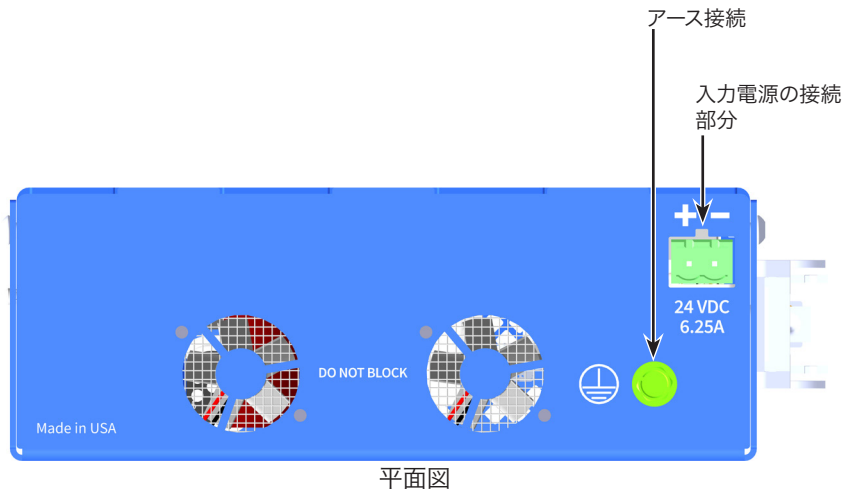 アース接続
入力電源の接続
部分
+ -
24 VDC
6.25A
DO NOT BLOCK
Made in USA
平面図